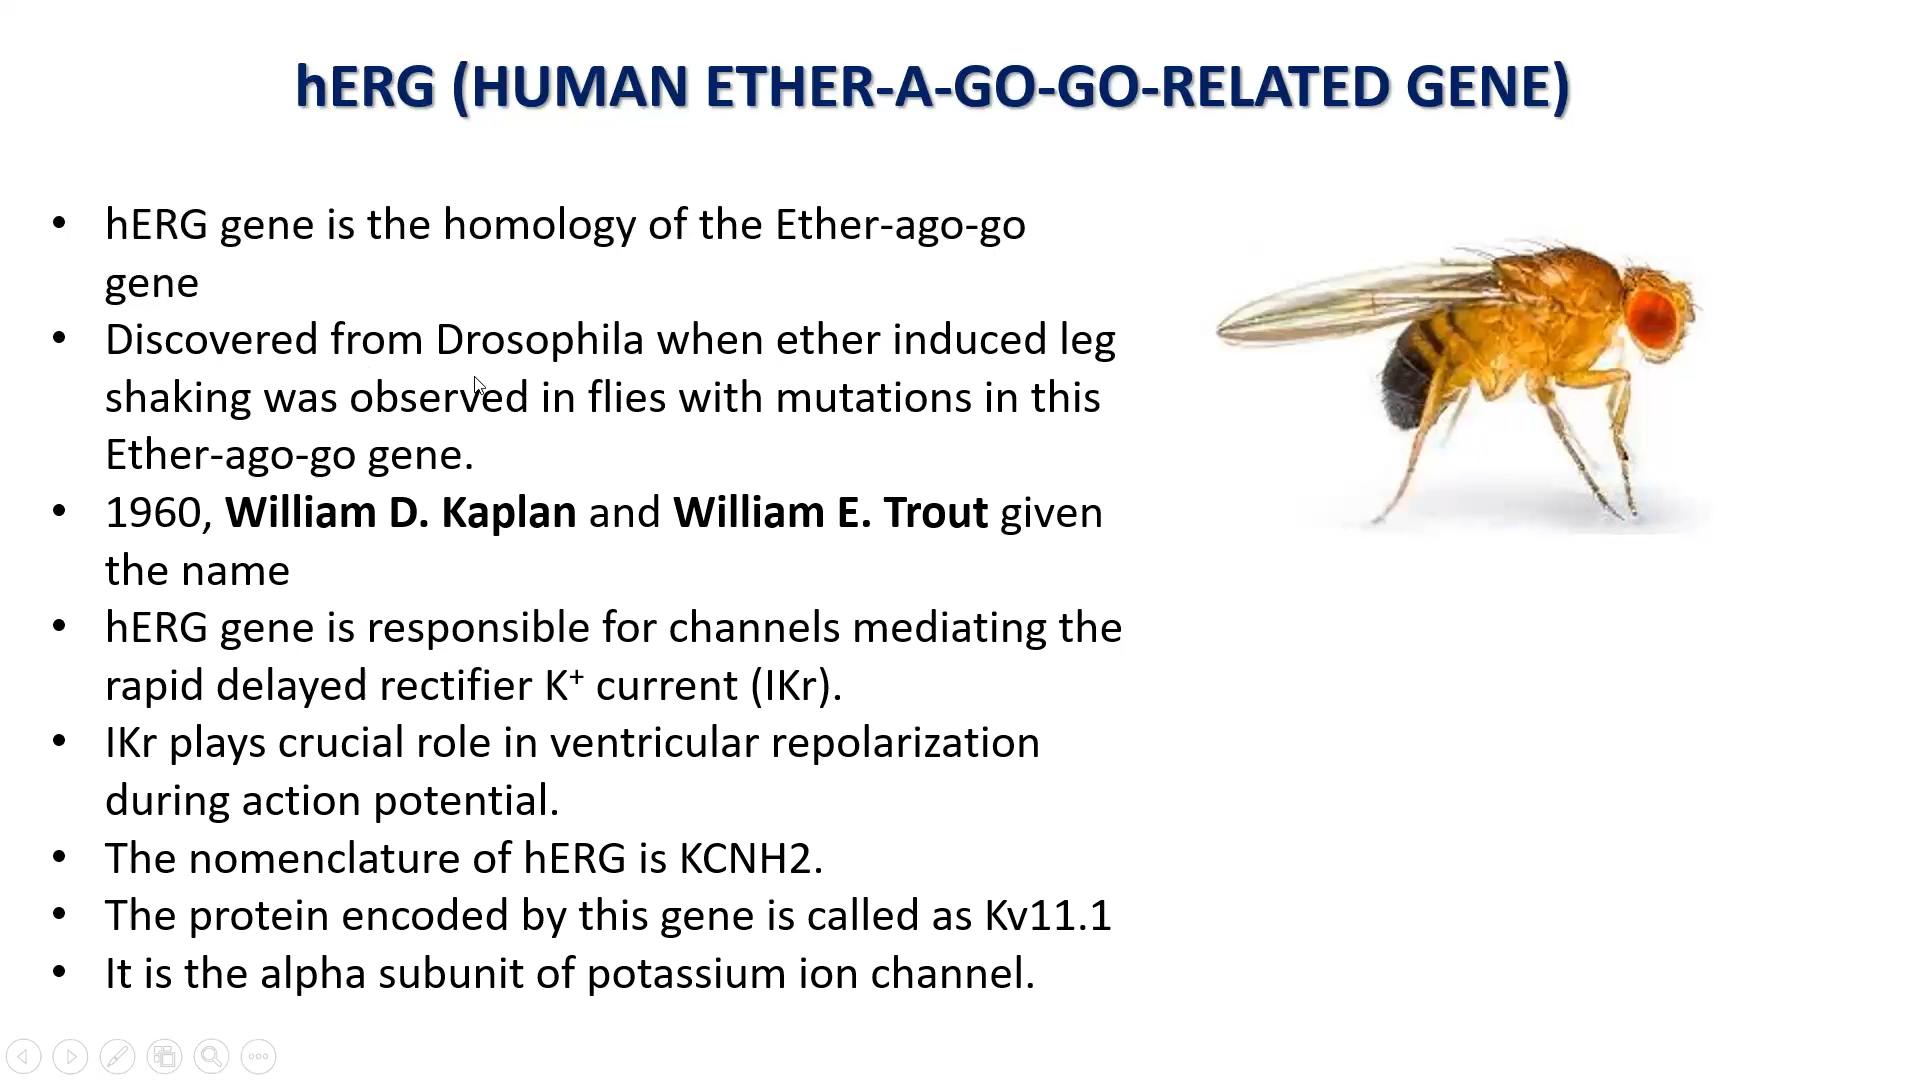 hERG (HUMAN ETHER-A-GO-GO-RELATED GENE)
• hERG gene is the homology of the Ether-ago-go
gene
• Discovered from Drosophila when ether induced leg
shaking was observed in flies with mutations in this
Ether-ago-go gene.
• 1960, William D. Kaplan and William E. Trout given
the name
• hERG gene is responsible for channels mediating the
rapid delayed rectifier K⁺ current (IKr).
• IKr plays crucial role in ventricular repolarization
during action potential.
• The nomenclature of hERG is KCNH2.
• The protein encoded by this gene is called as Kv11.1
• It is the alpha subunit of potassium ion channel.